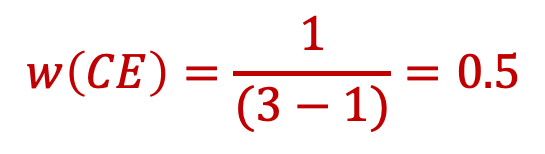 w(CE) = 1/(3 − 1) = 0.5